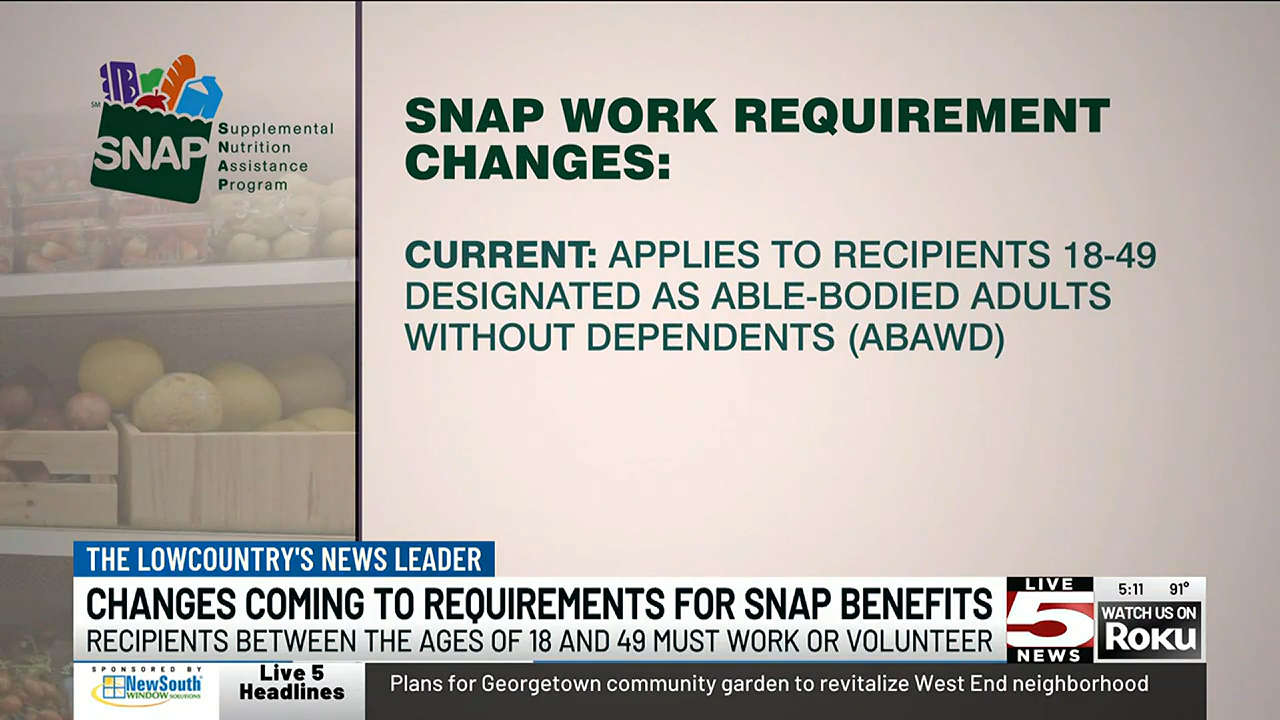 SM
SNAP
Supplemental
Nutrition
Assistance
Program
SNAP WORK REQUIREMENT
CHANGES:
CURRENT: APPLIES TO RECIPIENTS 18-49
DESIGNATED AS ABLE-BODIED ADULTS
WITHOUT DEPENDENTS (ABAWD)
THE LOWCOUNTRY'S NEWS LEADER
CHANGES COMING TO REQUIREMENTS FOR SNAP BENEFITS
RECIPIENTS BETWEEN THE AGES OF 18 AND 49 MUST WORK OR VOLUNTEER
LIVE
5
NEWS
5:11 91°
WATCH US ON
Roku
SPONSORED BY
NewSouth
WINDOW SOLUTIONS
Live 5
Headlines
Plans for Georgetown community garden to revitalize West End neighborhood